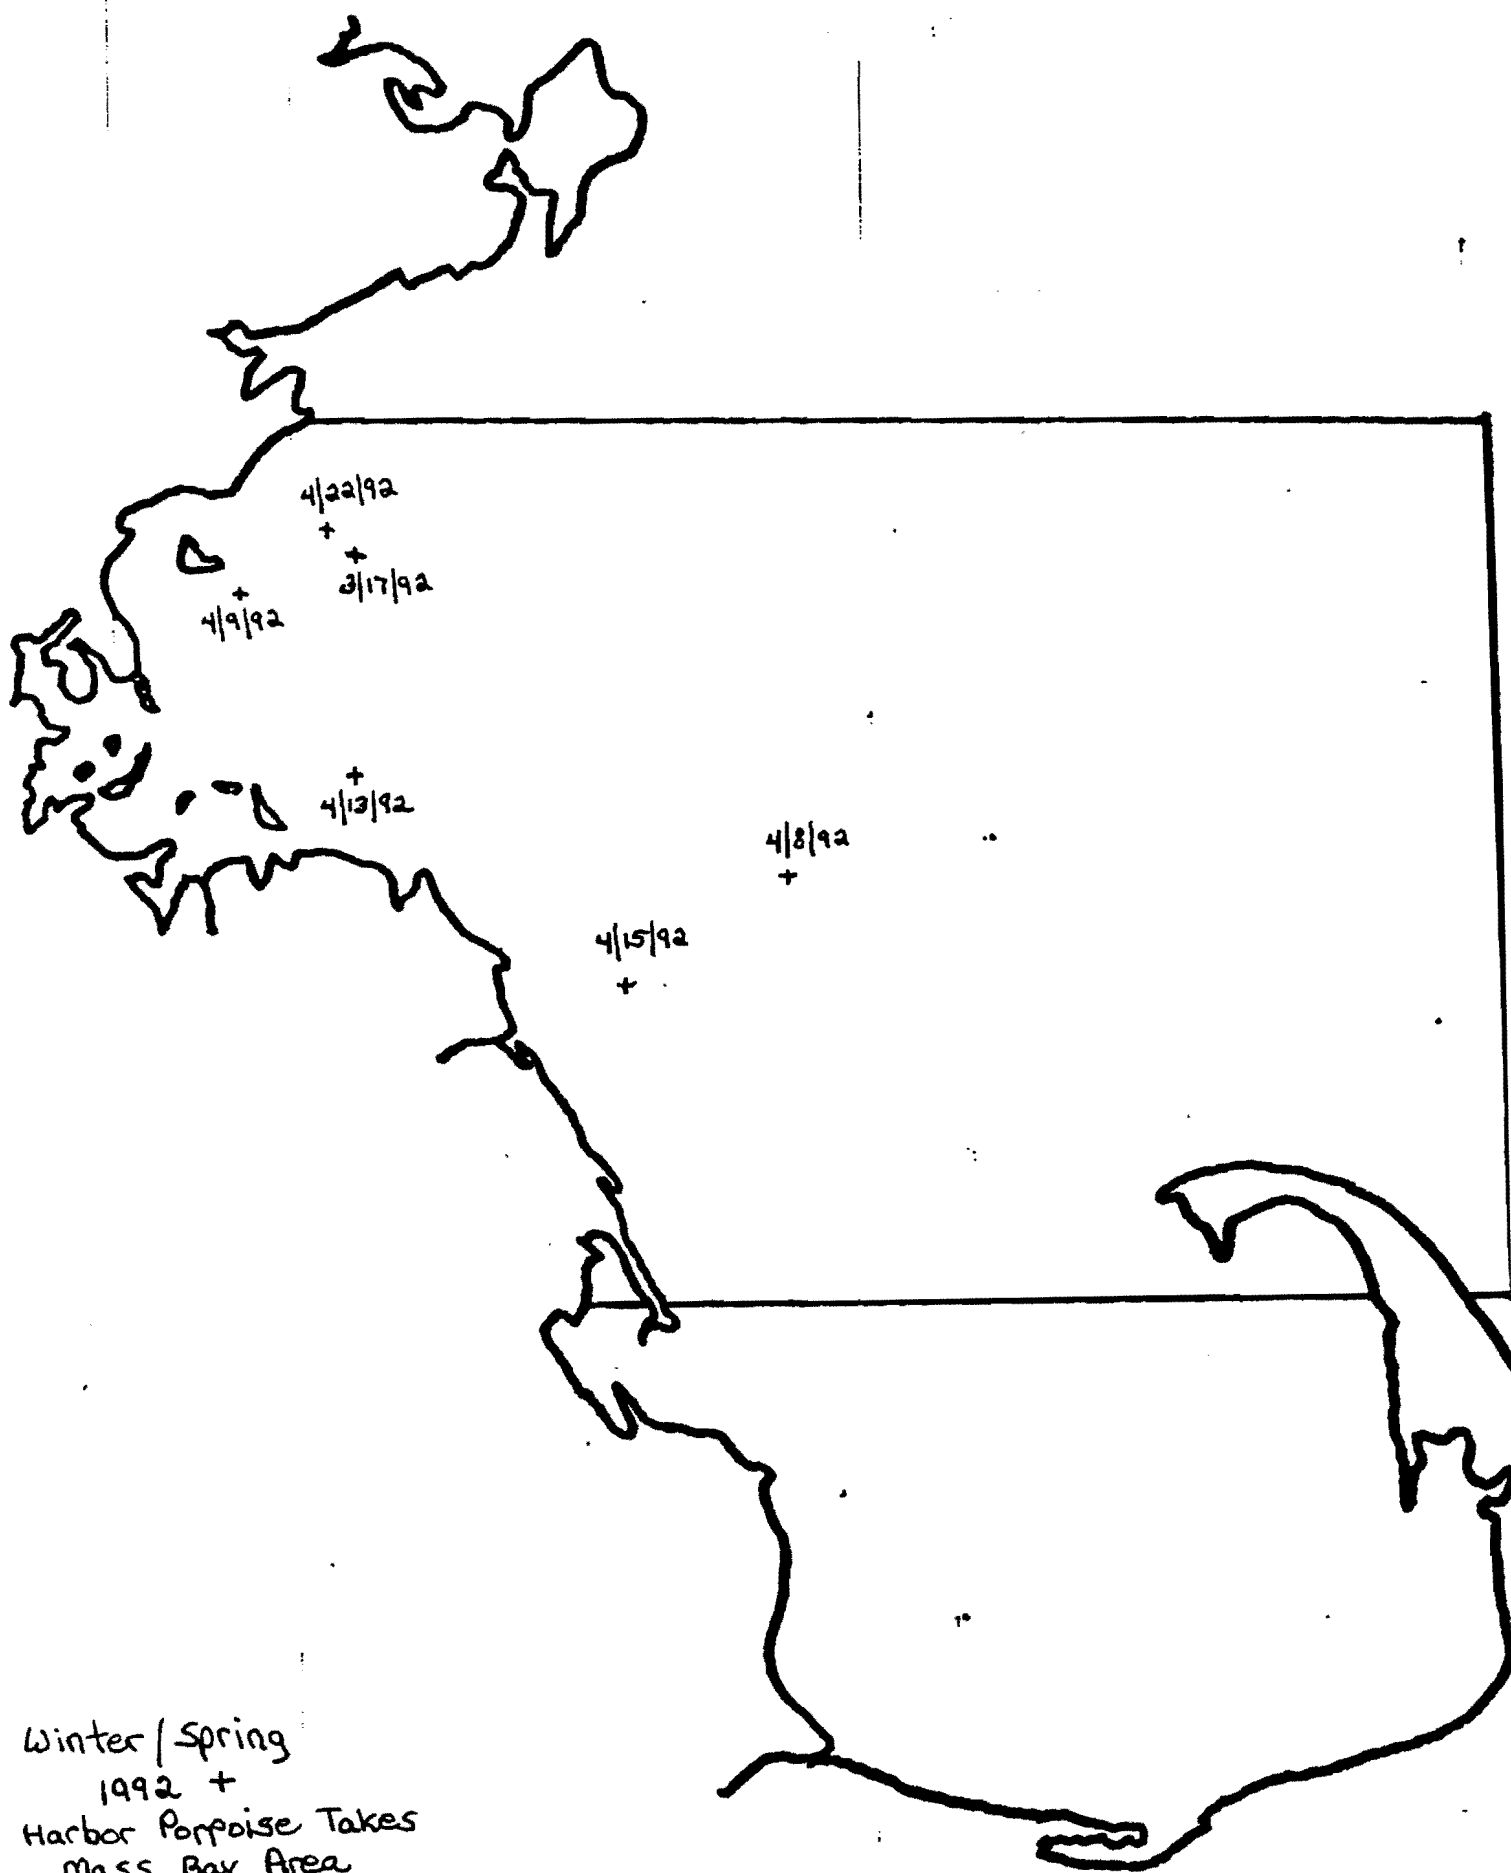 4/22/92
3/17/92
4/9/92
4/13/92
4/8/92
4/15/92
Winter/Spring
1992 +
Harbor Porpoise Takes
Mass Bay Area